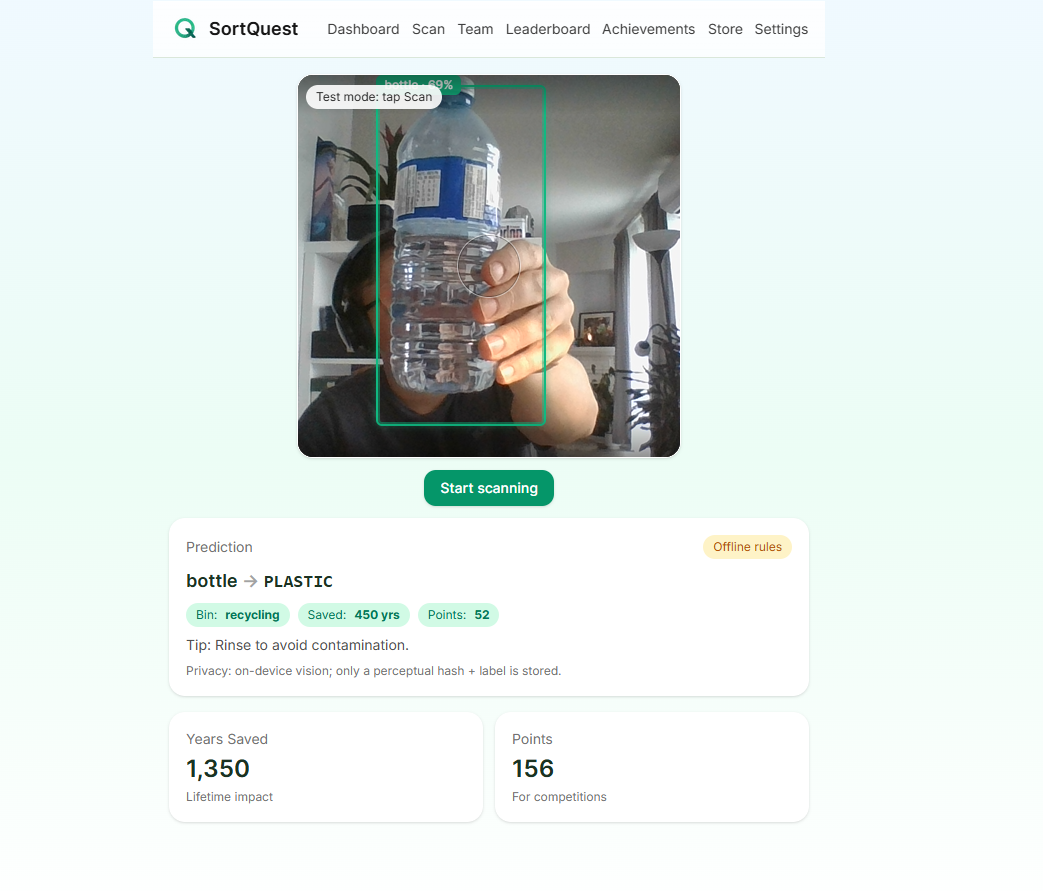 SortQuest Dashboard Scan Team Leaderboard Achievements Store Settings
bottle 69%
Test mode: tap Scan
Start scanning
Prediction Offline rules
bottle → PLASTIC
Bin: recycling Saved: 450 yrs Points: 52
Tip: Rinse to avoid contamination.
Privacy: on-device vision; only a perceptual hash + label is stored.
Years Saved
1,350
Lifetime impact
Points
156
For competitions